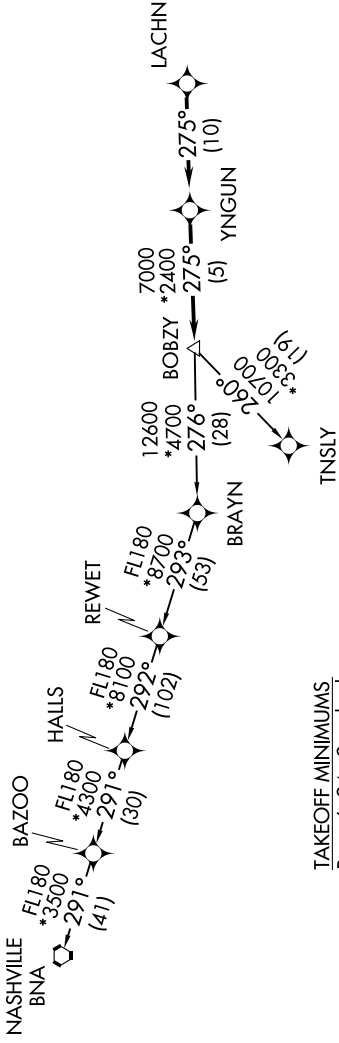 NASHVILLE
BNA
FL180
*3500
291°
(41)
BAZOO
FL180
*4300
291°
(30)
HALLS
FL180
*8100
292°
(102)
REWET
FL180
*8700
293°
(53)
BRAYN
12600
*4700
276°
(28)
BOBZY
7000
*2400
275°
(5)
YNGUN
275°
(10)
LACHN
260°
10700
*3300
(19)
TNSLY
TAKEOFF MINIMUMS